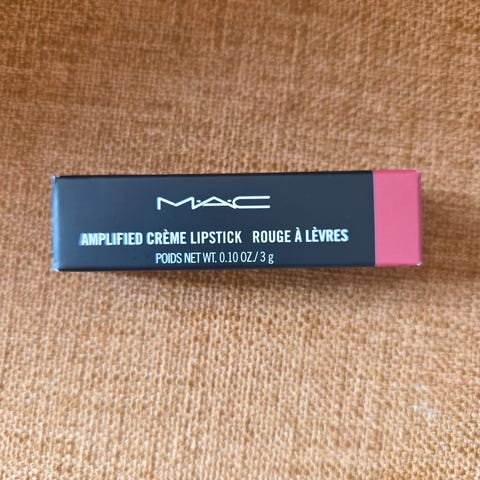 M·A·C
AMPLIFIED CRÈME LIPSTICK ROUGE À LÈVRES
POIDS NET WT. 0.10 OZ./3 g